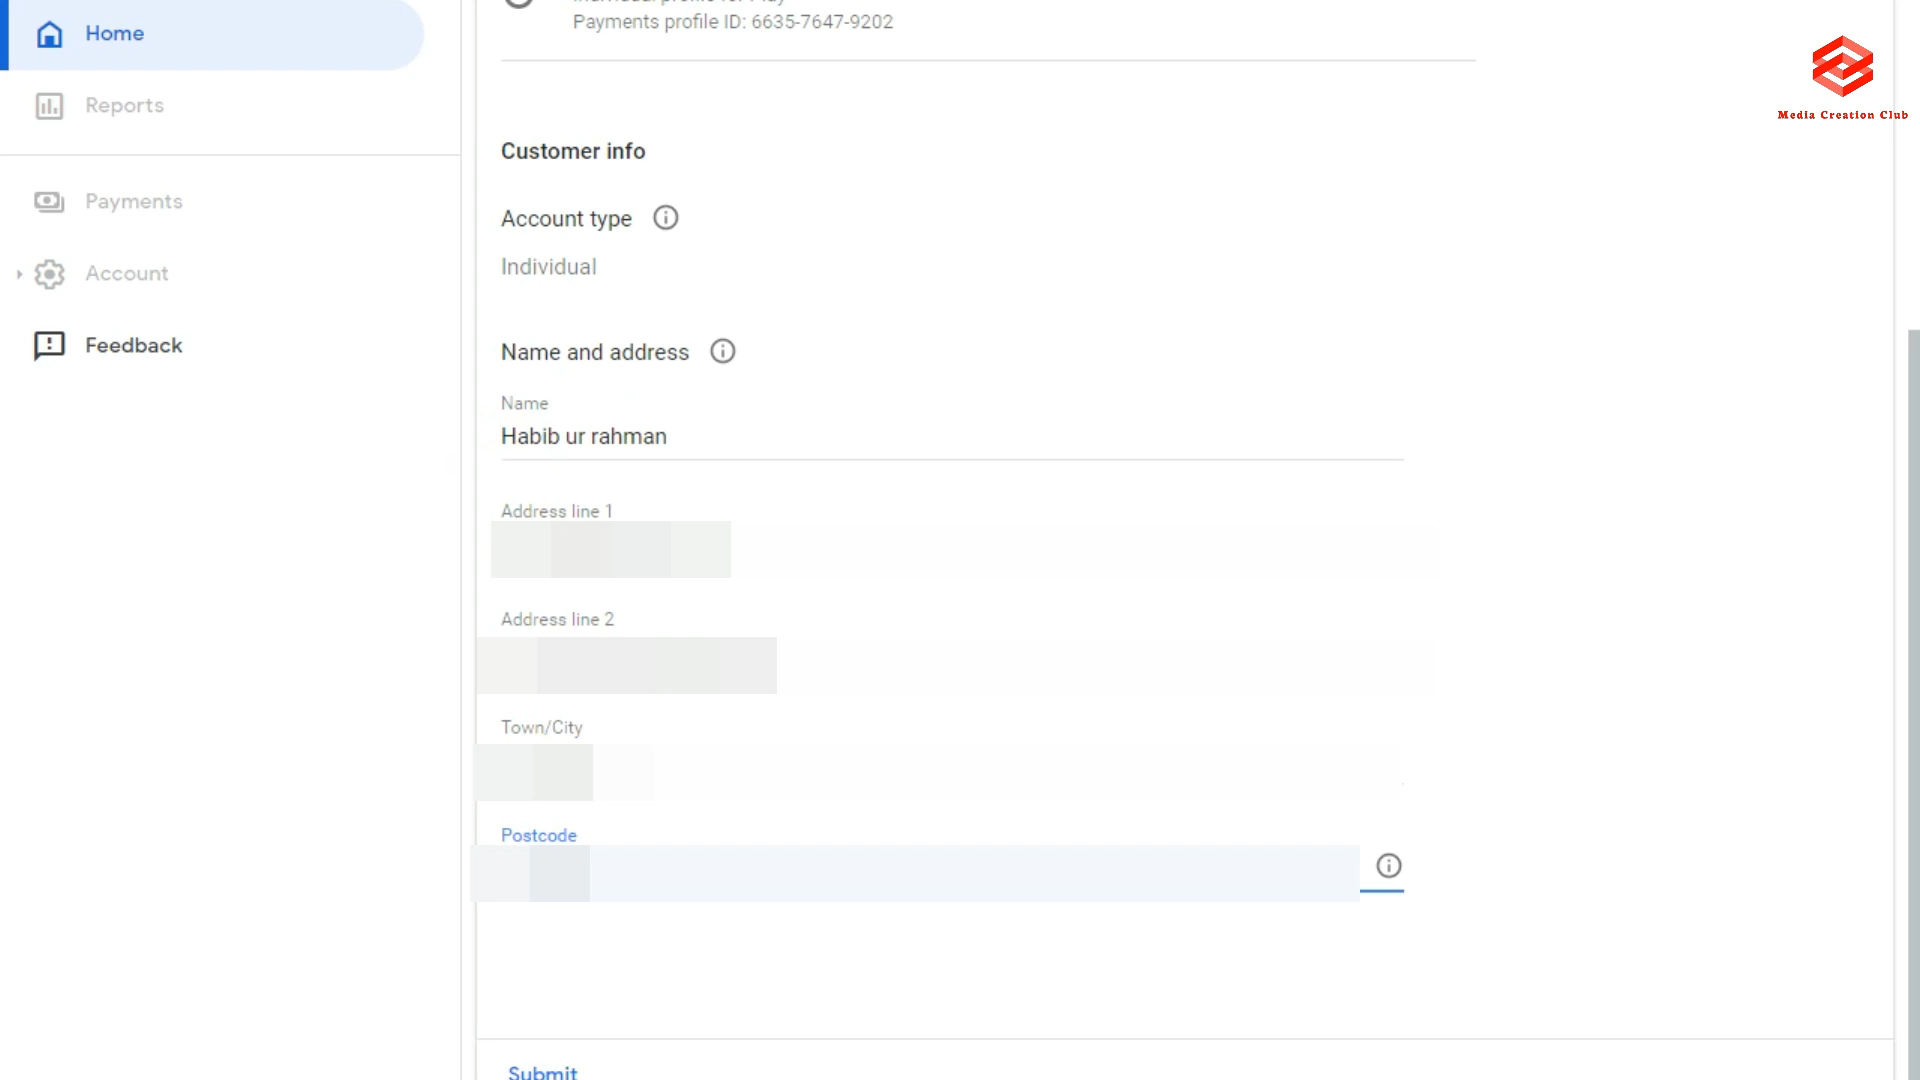 Home
Reports
Payments
Account
Feedback
Payments profile ID: 6635-7647-9202
Customer info
Account type
Individual
Name and address
Name
Habib ur rahman
Address line 1
Address line 2
Town/City
Postcode
Submit
Media Creation Club